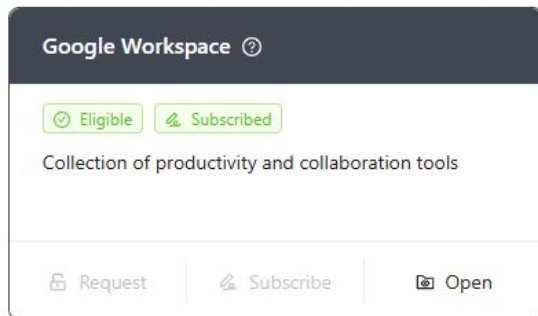 Google Workspace
Eligible Subscribed
Collection of productivity and collaboration tools
Request Subscribe Open